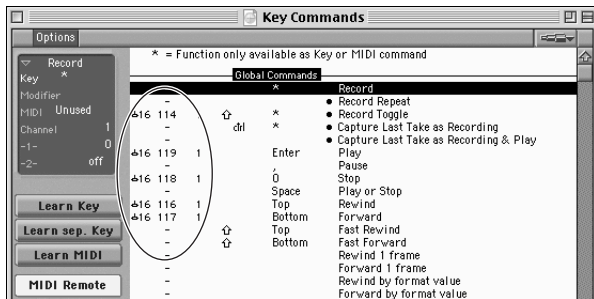 Key Commands
Options
* = Function only available as Key or MIDI command
Record
Key *
Modifier
MIDI Unused
Channel 1
-1- 0
-2- off
Learn Key
Learn sep. Key
Learn MIDI
MIDI Remote
Global Commands
* Record
- • Record Repeat
16 114 ⇧ * • Record Toggle
- ctrl * • Capture Last Take as Recording
- • Capture Last Take as Recording & Play
16 119 1 Enter Play
- , Pause
16 118 1 0 Stop
- Space Play or Stop
16 116 1 Top Rewind
16 117 1 Bottom Forward
- ⇧ Top Fast Rewind
- ⇧ Bottom Fast Forward
- Rewind 1 frame
- Forward 1 frame
- Rewind by format value
- Forward by format value